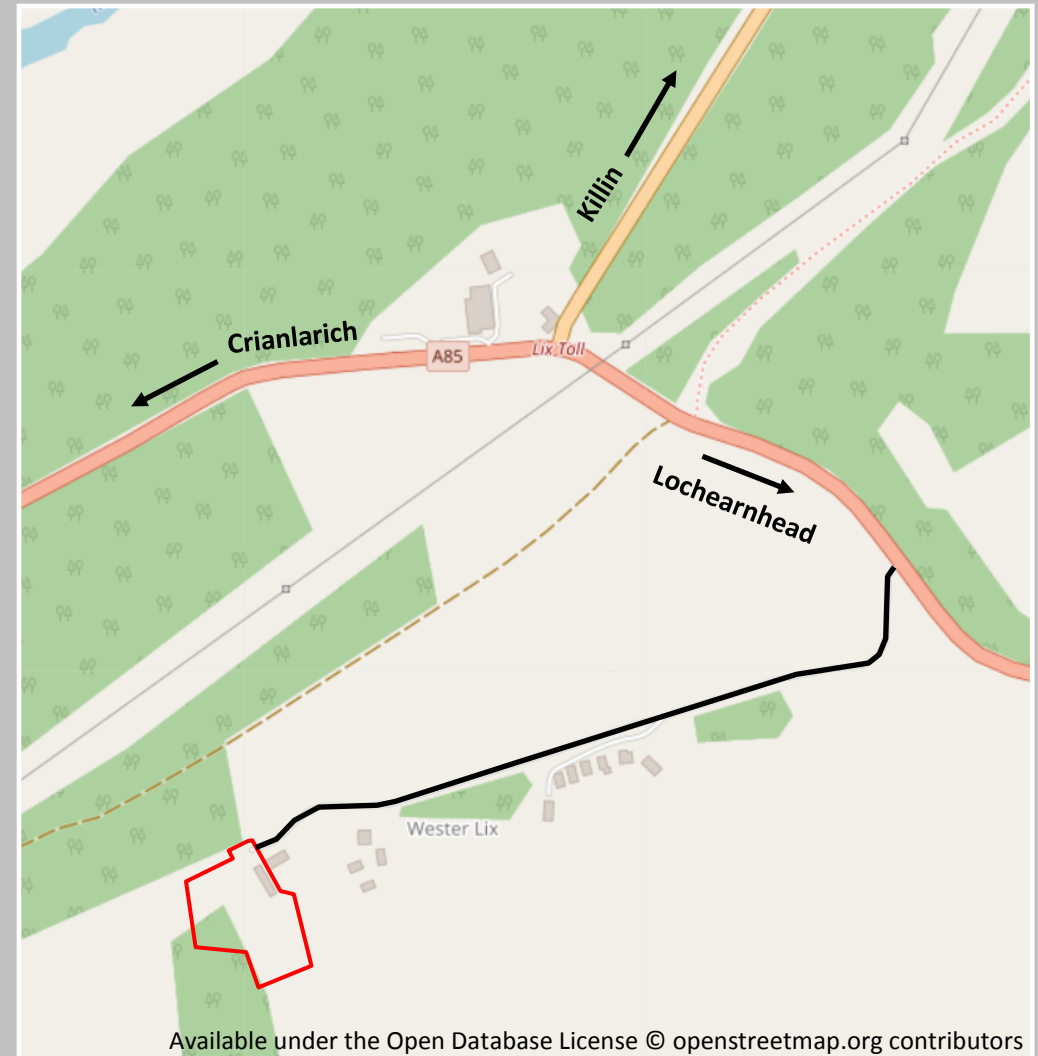 Killin
Crianlarich
A85
Lix Toll
Lochearnhead
Wester Lix
Available under the Open Database License © openstreetmap.org contributors